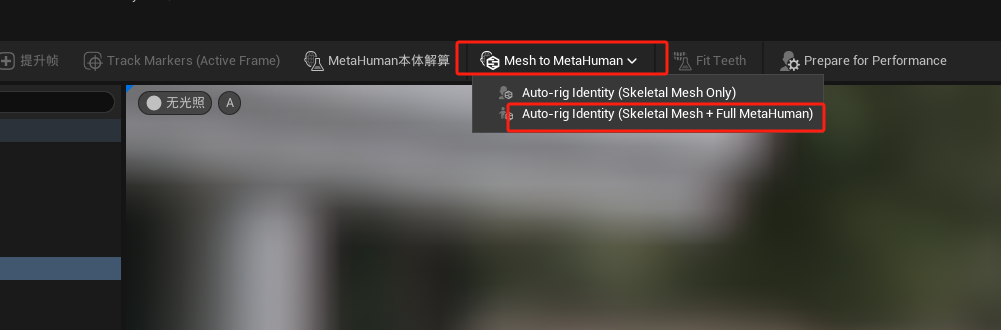 提升帧 Track Markers (Active Frame) MetaHuman本体解算 Mesh to MetaHuman Fit Teeth Prepare for Performance
Auto-rig Identity (Skeletal Mesh Only)
无光照 A
Auto-rig Identity (Skeletal Mesh + Full MetaHuman)